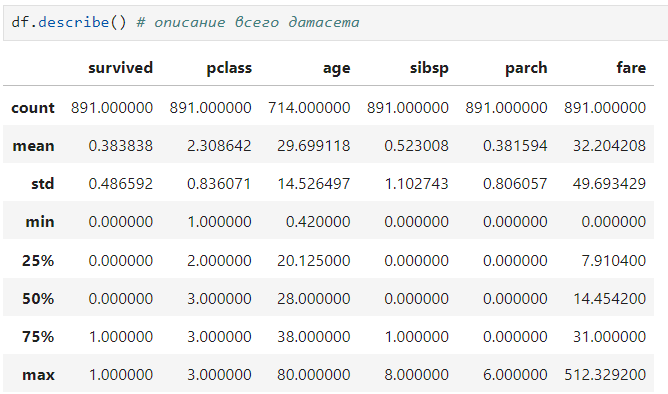 df.describe() # описание всего датасета
survived pclass age sibsp parch fare
count 891.000000 891.000000 714.000000 891.000000 891.000000 891.000000
mean 0.383838 2.308642 29.699118 0.523008 0.381594 32.204208
std 0.486592 0.836071 14.526497 1.102743 0.806057 49.693429
min 0.000000 1.000000 0.420000 0.000000 0.000000 0.000000
25% 0.000000 2.000000 20.125000 0.000000 0.000000 7.910400
50% 0.000000 3.000000 28.000000 0.000000 0.000000 14.454200
75% 1.000000 3.000000 38.000000 1.000000 0.000000 31.000000
max 1.000000 3.000000 80.000000 8.000000 6.000000 512.329200